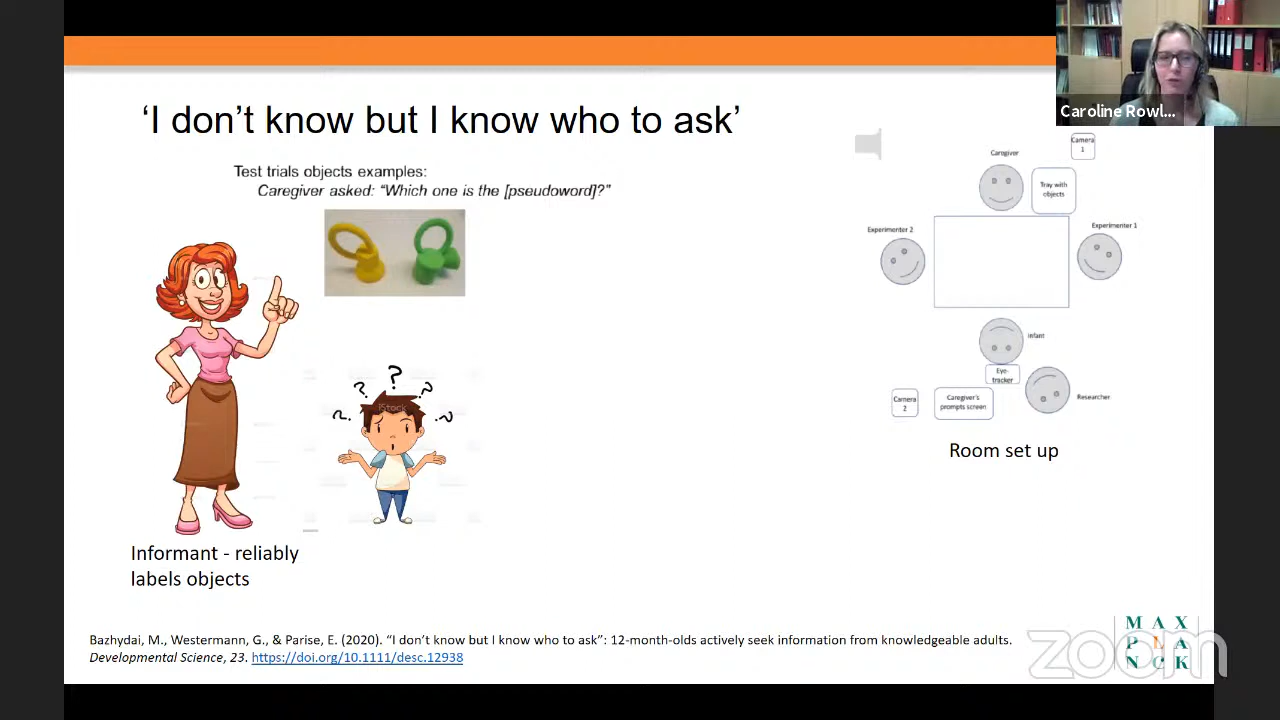 Caroline Rowl...
‘I don’t know but I know who to ask’
Test trials objects examples:
Caregiver asked: “Which one is the [pseudoword]?”
Camera
1
Caregiver
Tray with
objects
Experimenter 2
Experimenter 1
Infant
Eye-
tracker
Camera
2
Caregiver's
prompts screen
Researcher
Room set up
? ? ? ? ?
iStock
Informant - reliably
labels objects
Bazhydai, M., Westermann, G., & Parise, E. (2020). “I don’t know but I know who to ask”: 12-month-olds actively seek information from knowledgeable adults.
Developmental Science, 23. https://doi.org/10.1111/desc.12938
MAX
PLA
NCK
zoom